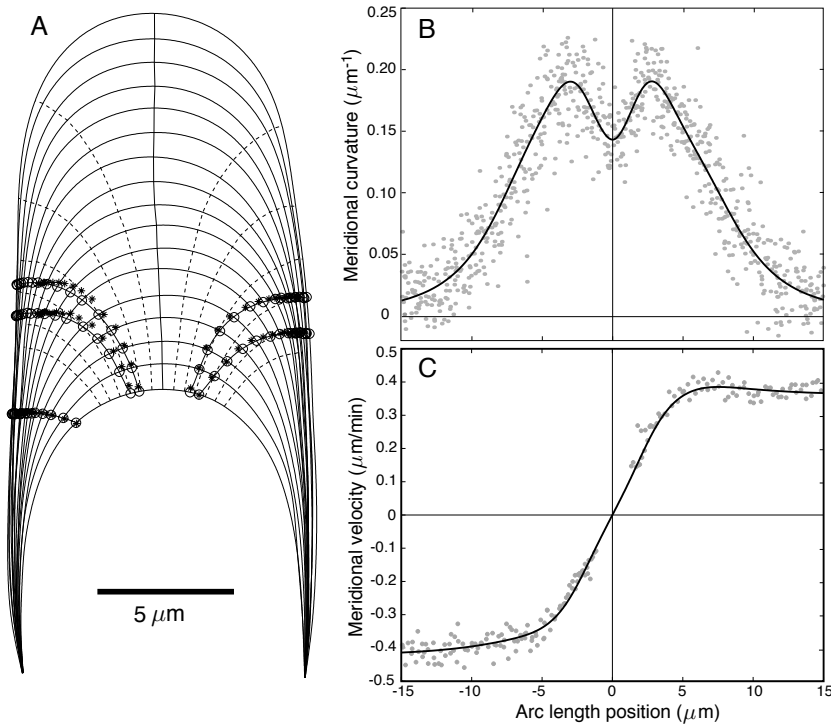 A
5 μm
B
Meridional curvature (μm-1)
0.25
0.20
0.15
0.10
0.05
0
C
Meridional velocity (μm/min)
0.5
0.4
0.3
0.2
0.1
0
-0.1
-0.2
-0.3
-0.4
-0.5
-15 -10 -5 0 5 10 15
Arc length position (μm)